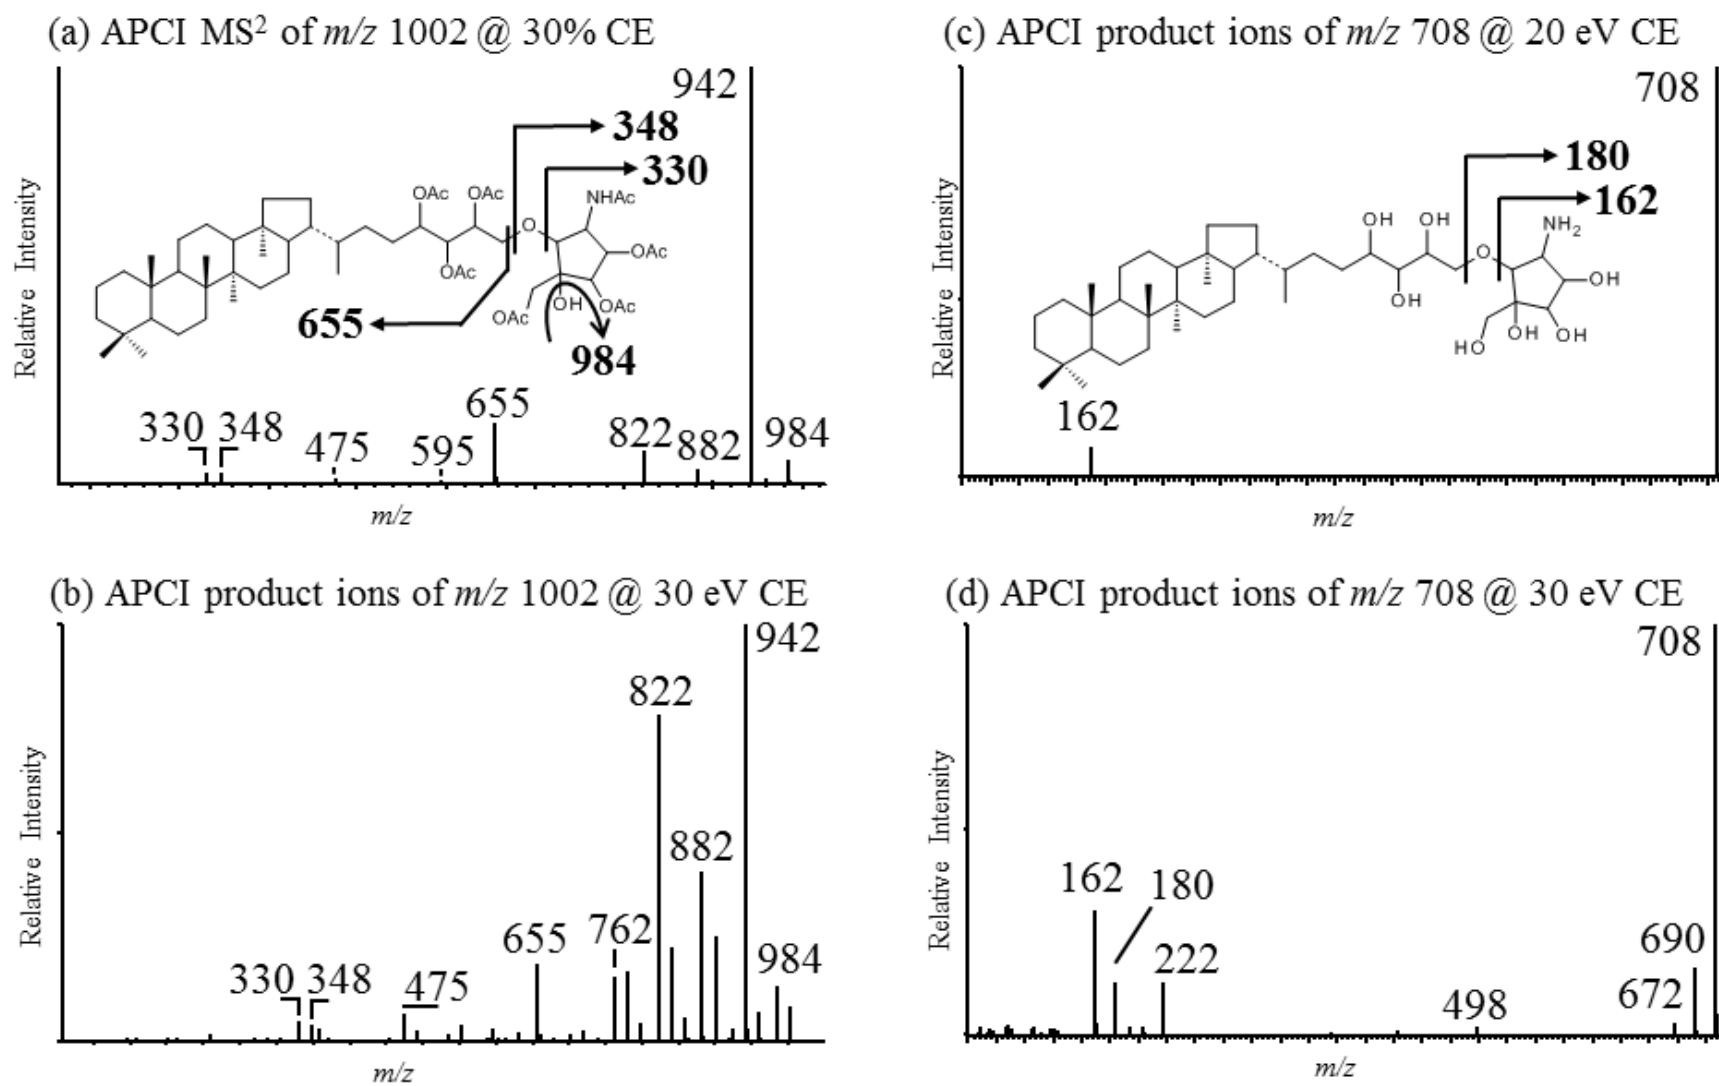 (a) APCI MS² of m/z 1002 @ 30% CE
942
348
330
OAc OAc
NHAc
O
OAc
OAc
OH OAc
OAc
655
984
330 348 475 595 655 822 882 984
Relative Intensity
m/z
(c) APCI product ions of m/z 708 @ 20 eV CE
708
180
162
OH OH
NH₂
O
OH
OH
HO OH OH
162
Relative Intensity
m/z
(b) APCI product ions of m/z 1002 @ 30 eV CE
942
822
882
655 762 984
330 348 475
Relative Intensity
m/z
(d) APCI product ions of m/z 708 @ 30 eV CE
708
162 180
222
690
498 672
Relative Intensity
m/z